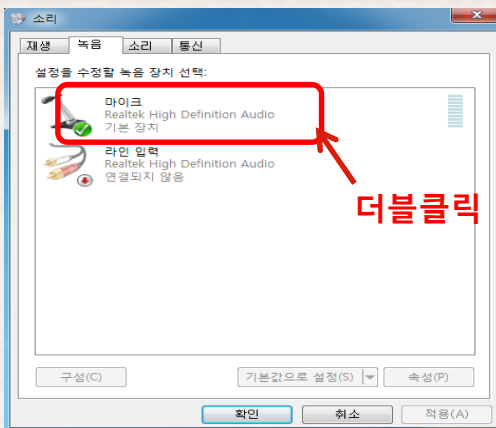 소리
재생 녹음 소리 통신
설정을 수정할 녹음 장치 선택:
마이크
Realtek High Definition Audio
기본 장치
라인 입력
Realtek High Definition Audio
연결되지 않음
더블클릭
구성(C) 기본값으로 설정(S) 속성(P)
확인 취소 적용(A)